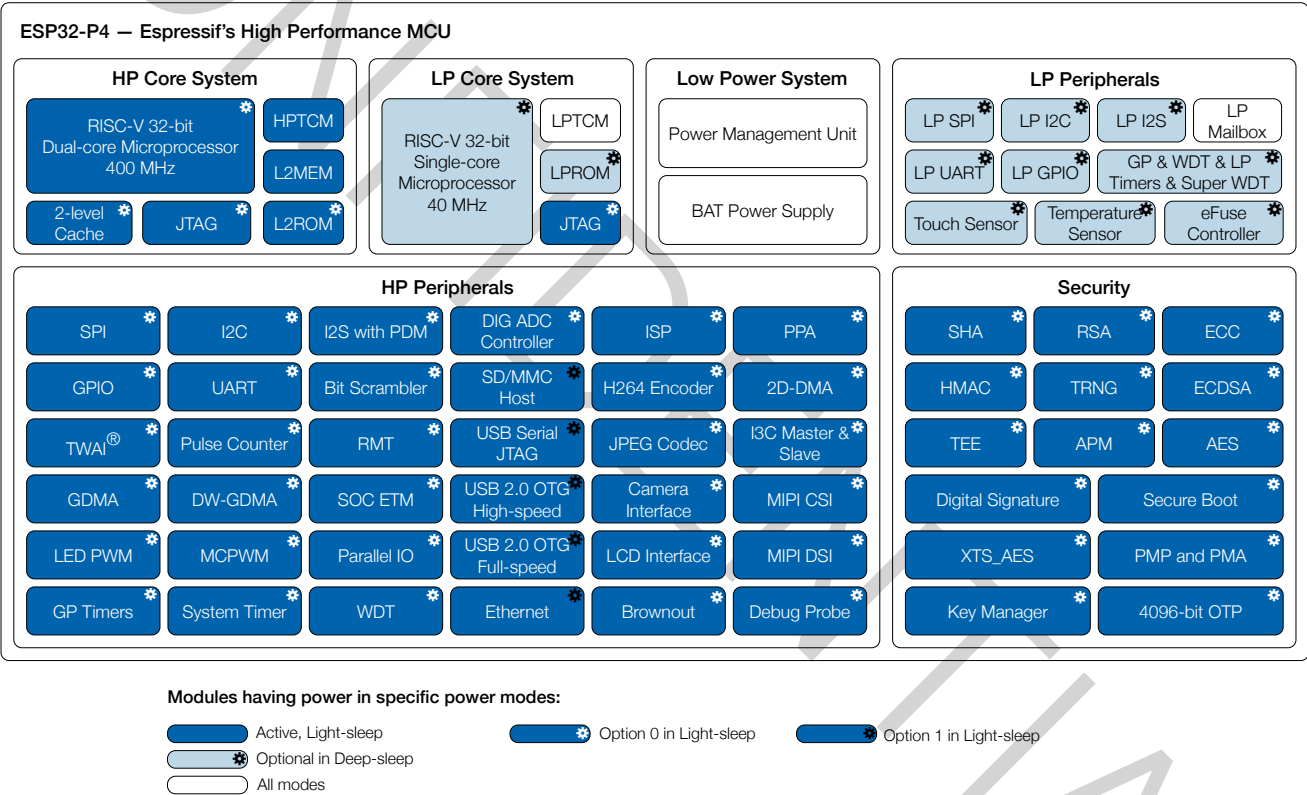 ESP32-P4 — Espressif's High Performance MCU
HP Core System
RISC-V 32-bit
Dual-core Microprocessor
400 MHz
HPTCM
L2MEM
2-level
Cache
JTAG
L2ROM
LP Core System
RISC-V 32-bit
Single-core
Microprocessor
40 MHz
LPTCM
LPROM
JTAG
Low Power System
Power Management Unit
BAT Power Supply
LP Peripherals
LP SPI
LP I2C
LP I2S
LP
Mailbox
LP UART
LP GPIO
GP & WDT & LP
Timers & Super WDT
Touch Sensor
Temperature
Sensor
eFuse
Controller
HP Peripherals
SPI
I2C
I2S with PDM
DIG ADC
Controller
ISP
PPA
GPIO
UART
Bit Scrambler
SD/MMC
Host
H264 Encoder
2D-DMA
TWAI®
Pulse Counter
RMT
USB Serial
JTAG
JPEG Codec
I3C Master &
Slave
GDMA
DW-GDMA
SOC ETM
USB 2.0 OTG
High-speed
Camera
Interface
MIPI CSI
LED PWM
MCPWM
Parallel IO
USB 2.0 OTG
Full-speed
LCD Interface
MIPI DSI
GP Timers
System Timer
WDT
Ethernet
Brownout
Debug Probe
Security
SHA
RSA
ECC
HMAC
TRNG
ECDSA
TEE
APM
AES
Digital Signature
Secure Boot
XTS_AES
PMP and PMA
Key Manager
4096-bit OTP
Modules having power in specific power modes:
Active, Light-sleep
Option 0 in Light-sleep
Option 1 in Light-sleep
Optional in Deep-sleep
All modes